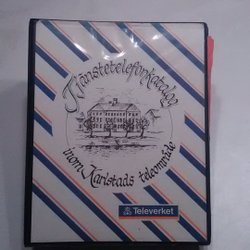 Tjänstetelefonkatalog
inom Karlstads teleområde
Televerket